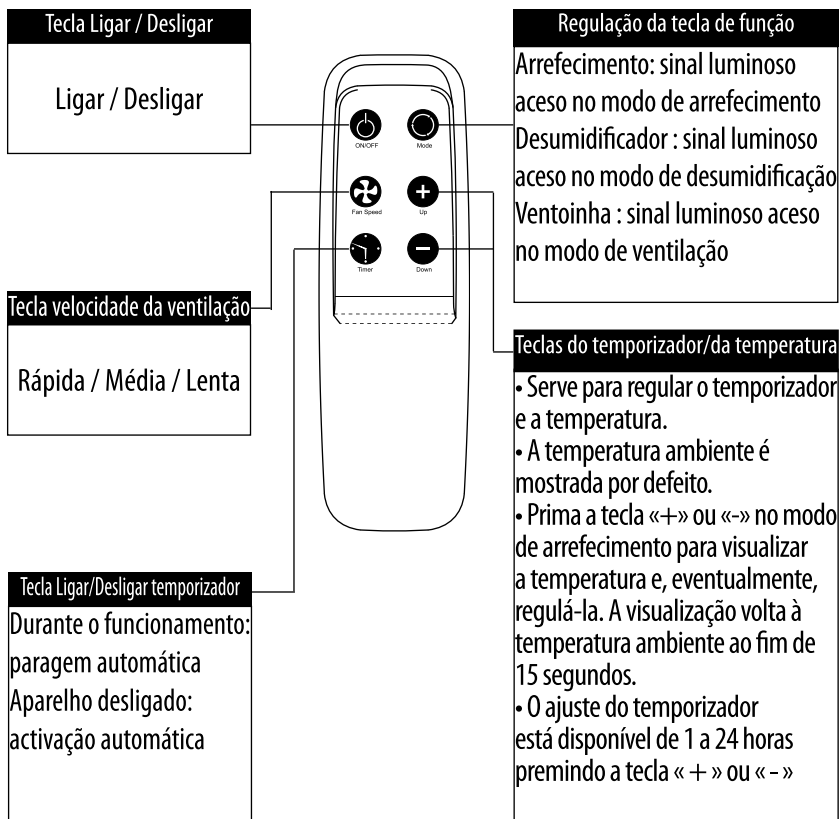 Tecla Ligar / Desligar
Ligar / Desligar
Tecla velocidade da ventilação
Rápida / Média / Lenta
Tecla Ligar/Desligar temporizador
Durante o funcionamento:
paragem automática
Aparelho desligado:
activação automática
ON/OFF
Mode
Fan Speed
Up
Timer
Down
Regulação da tecla de função
Arrefecimento: sinal luminoso
aceso no modo de arrefecimento
Desumidificador : sinal luminoso
aceso no modo de desumidificação
Ventoinha : sinal luminoso aceso
no modo de ventilação
Teclas do temporizador/da temperatura
• Serve para regular o temporizador
e a temperatura.
• A temperatura ambiente é
mostrada por defeito.
• Prima a tecla «+» ou «-» no modo
de arrefecimento para visualizar
a temperatura e, eventualmente,
regulá-la. A visualização volta à
temperatura ambiente ao fim de
15 segundos.
• O ajuste do temporizador
está disponível de 1 a 24 horas
premindo a tecla « + » ou « - »